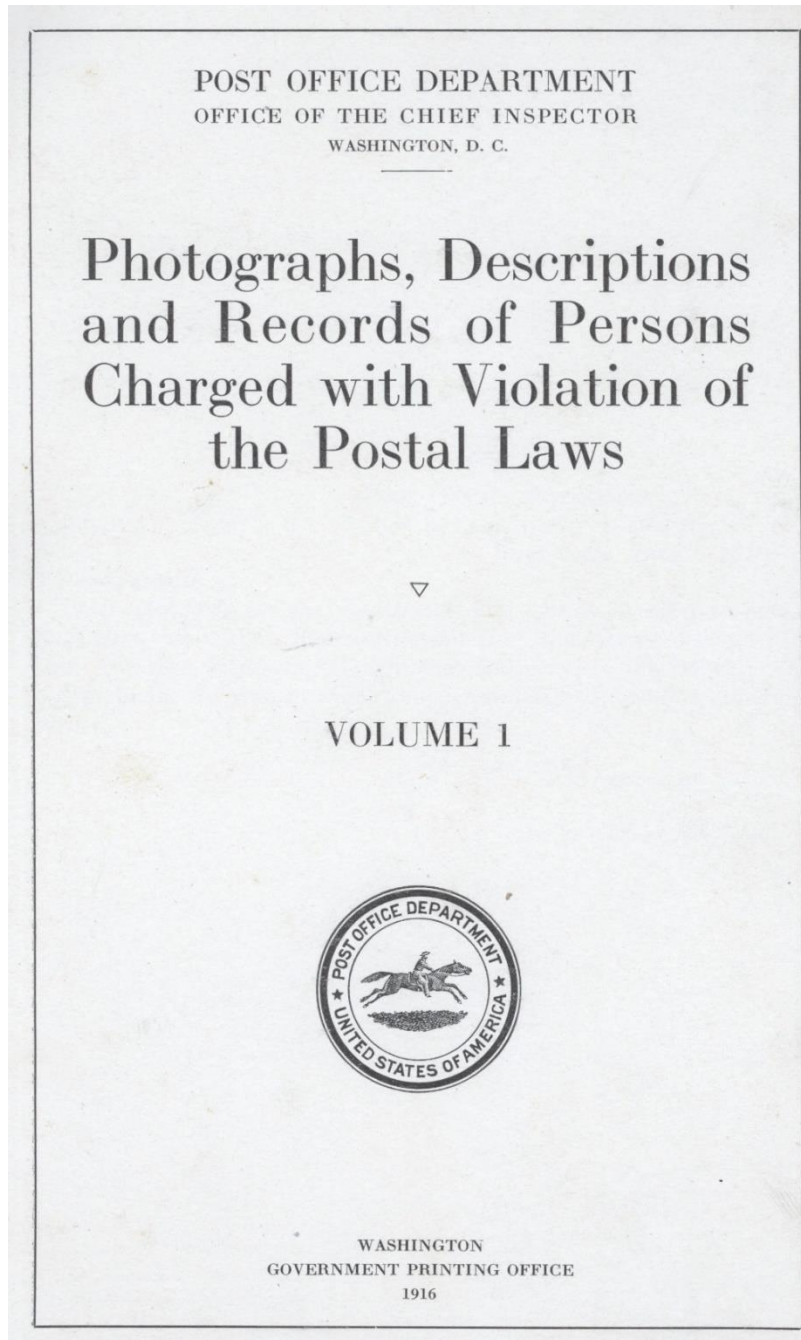 POST OFFICE DEPARTMENT
OFFICE OF THE CHIEF INSPECTOR
WASHINGTON, D. C.
Photographs, Descriptions
and Records of Persons
Charged with Violation of
the Postal Laws
VOLUME 1
POST OFFICE DEPARTMENT
UNITED STATES OF AMERICA
WASHINGTON
GOVERNMENT PRINTING OFFICE
1916